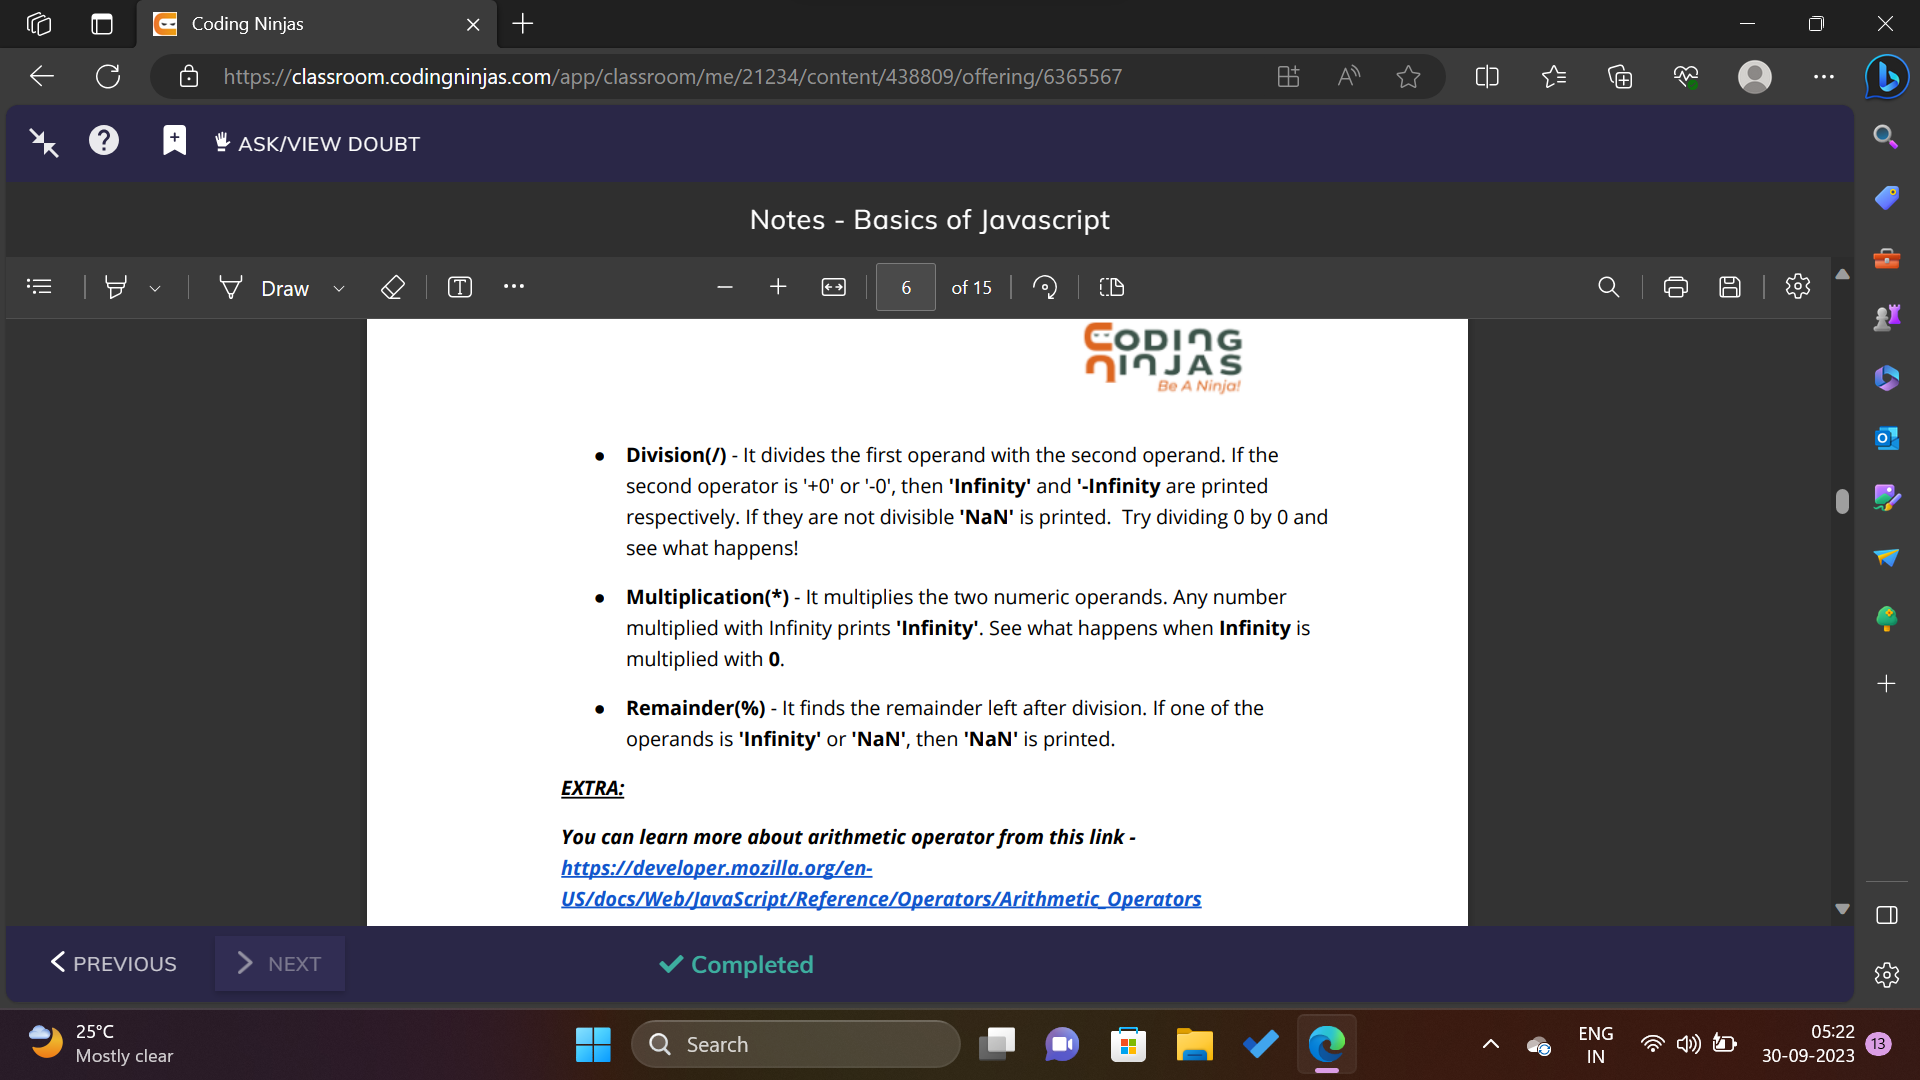 Coding Ninjas
https://classroom.codingninjas.com/app/classroom/me/21234/content/438809/offering/6365567
ASK/VIEW DOUBT
Notes - Basics of Javascript
Draw
6 of 15
CODING
NINJAS
Be A Ninja!
● Division(/) - It divides the first operand with the second operand. If the
second operator is '+0' or '-0', then 'Infinity' and '-Infinity are printed
respectively. If they are not divisible 'NaN' is printed.  Try dividing 0 by 0 and
see what happens!
● Multiplication(*) - It multiplies the two numeric operands. Any number
multiplied with Infinity prints 'Infinity'. See what happens when Infinity is
multiplied with 0.
● Remainder(%) - It finds the remainder left after division. If one of the
operands is 'Infinity' or 'NaN', then 'NaN' is printed.
EXTRA:
You can learn more about arithmetic operator from this link -
https://developer.mozilla.org/en-
US/docs/Web/JavaScript/Reference/Operators/Arithmetic_Operators
PREVIOUS
NEXT
Completed
25°C
Mostly clear
Search
ENG
IN
05:22
30-09-2023
13